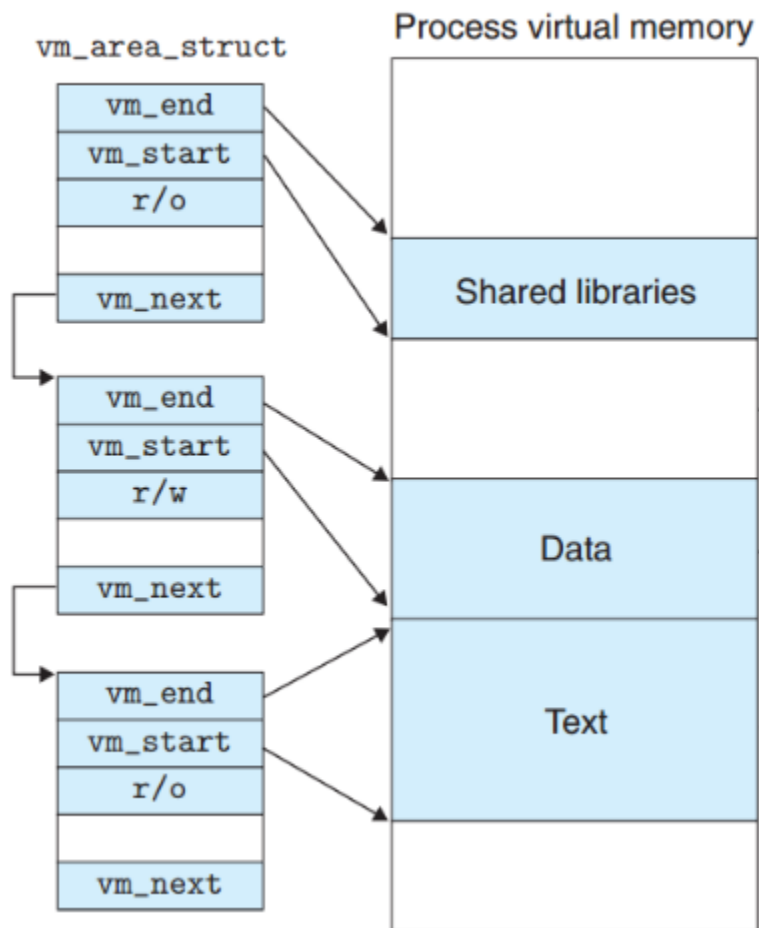 Process virtual memory
vm_area_struct
vm_end
vm_start
r/o
vm_next
vm_end
vm_start
r/w
vm_next
vm_end
vm_start
r/o
vm_next
Shared libraries
Data
Text